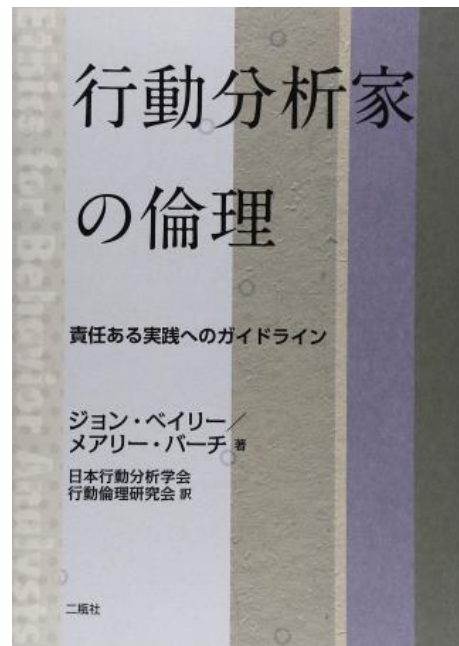 行動分析家
の倫理
責任ある実践へのガイドライン
ジョン・ベイリー／
メアリー・バーチ 著
日本行動分析学会
行動倫理研究会 訳
二瓶社
Ethics for Behavior Analysts